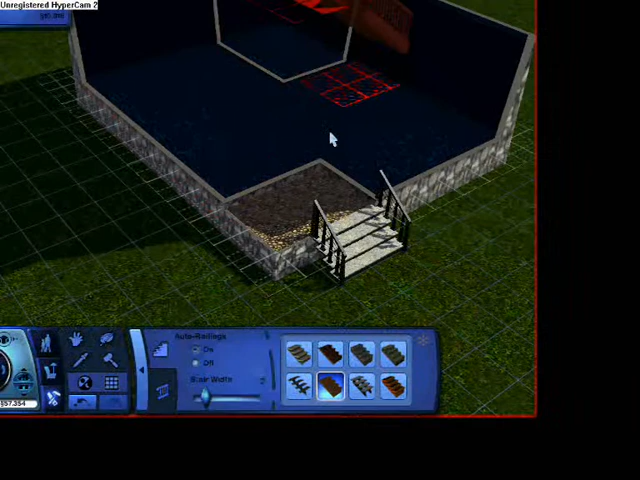 Unregistered HyperCam 2
Auto-Railings
On
Off
Stair Width